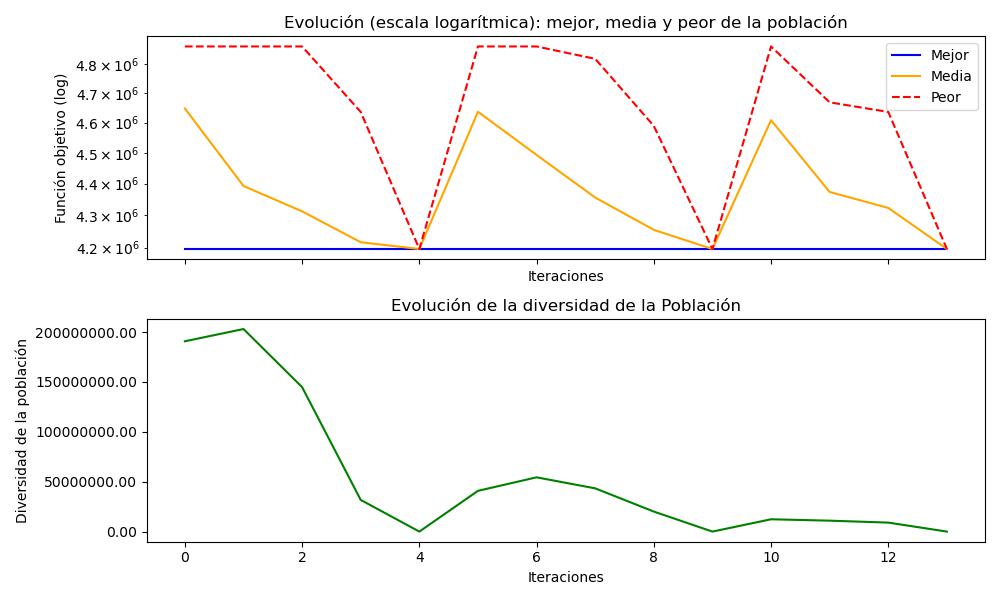 Evolución (escala logarítmica): mejor, media y peor de la población
Función objetivo (log)
4.8 × 10⁶
4.7 × 10⁶
4.6 × 10⁶
4.5 × 10⁶
4.4 × 10⁶
4.3 × 10⁶
4.2 × 10⁶
Mejor
Media
Peor
Iteraciones
Evolución de la diversidad de la Población
Diversidad de la población
200000000.00
150000000.00
100000000.00
50000000.00
0.00
0 2 4 6 8 10 12
Iteraciones